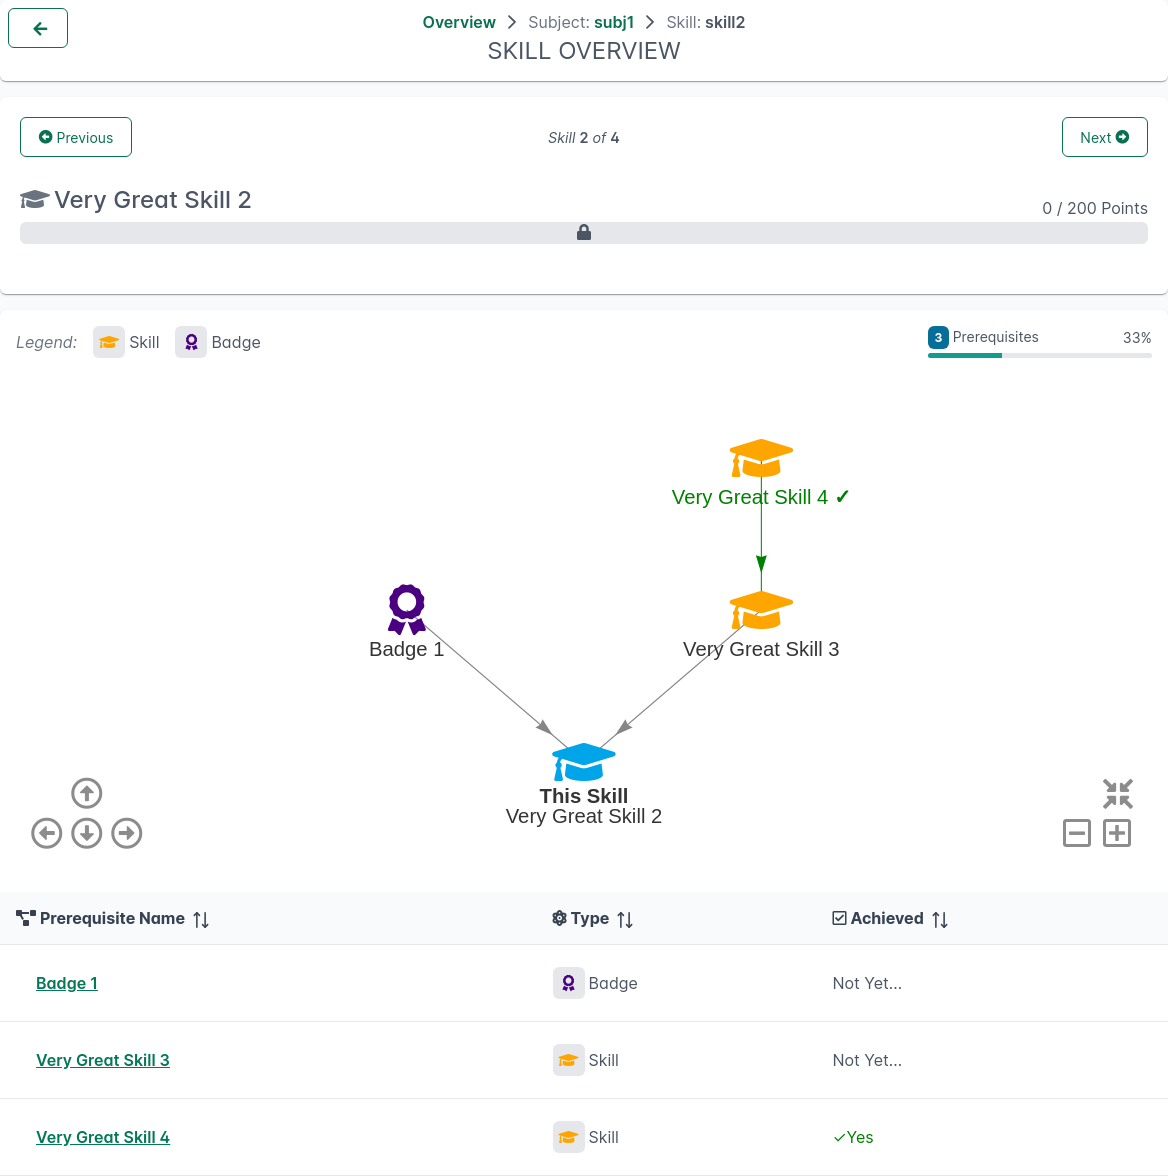 Overview > Subject: subj1 > Skill: skill2
SKILL OVERVIEW
Previous
Skill 2 of 4
Next
Very Great Skill 2
0 / 200 Points
Legend: Skill Badge
3 Prerequisites 33%
Very Great Skill 4 ✓
Badge 1
Very Great Skill 3
This Skill
Very Great Skill 2
Prerequisite Name Type Achieved
Badge 1 Badge Not Yet...
Very Great Skill 3 Skill Not Yet...
Very Great Skill 4 Skill ✓Yes